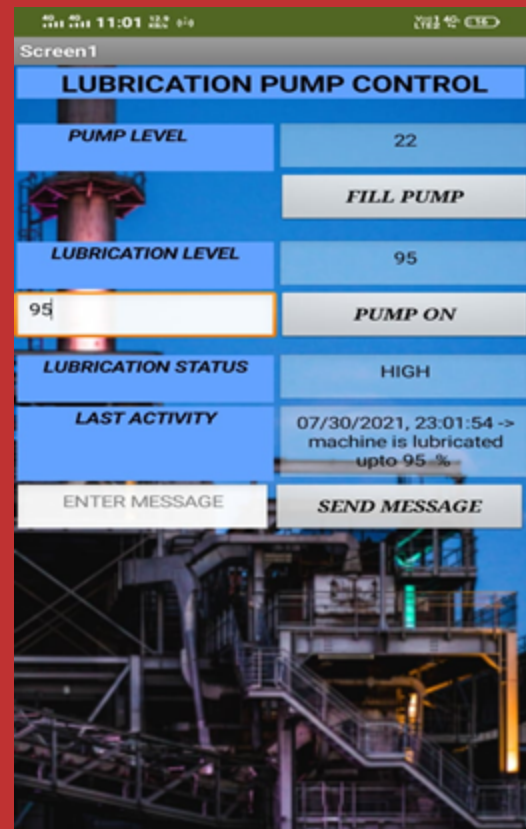 11:01
Screen1
LUBRICATION PUMP CONTROL
PUMP LEVEL 22
FILL PUMP
LUBRICATION LEVEL 95
95 PUMP ON
LUBRICATION STATUS HIGH
LAST ACTIVITY 07/30/2021, 23:01:54 ->
machine is lubricated
upto 95 %
ENTER MESSAGE SEND MESSAGE